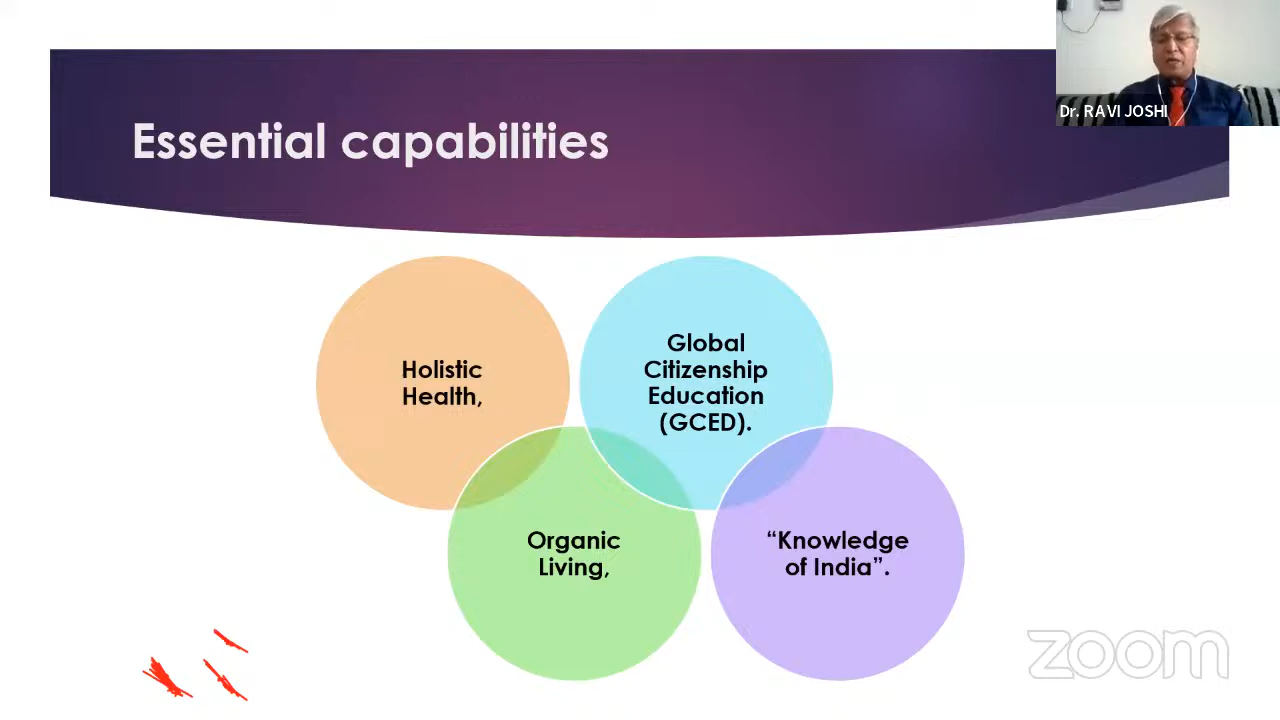 Dr. RAVI JOSHI
Essential capabilities
Holistic
Health,
Global
Citizenship
Education
(GCED).
Organic
Living,
“Knowledge
of India”.
zoom